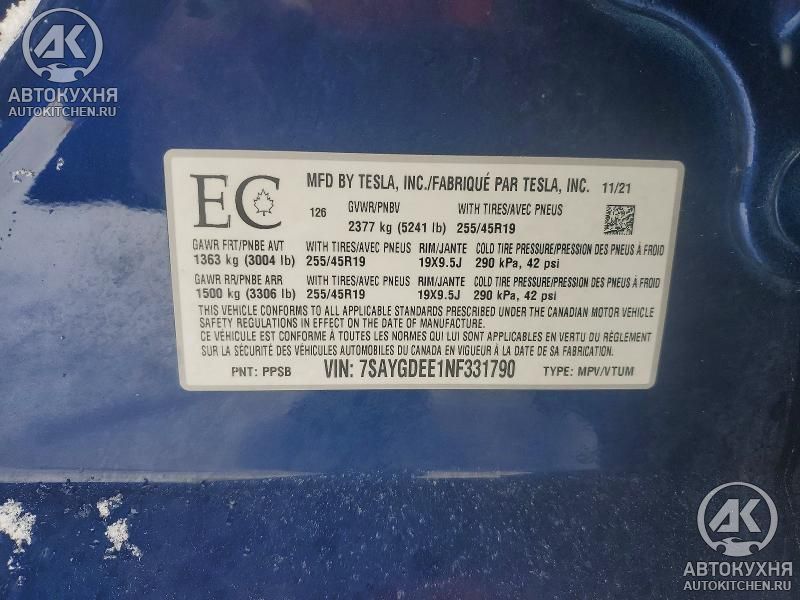 АК
АВТОКУХНЯ
AUTOKITCHEN.RU
EC
MFD BY TESLA, INC./FABRIQUÉ PAR TESLA, INC. 11/21
126 GVWR/PNBV WITH TIRES/AVEC PNEUS
2377 kg (5241 lb) 255/45R19
GAWR FRT/PNBE AVT WITH TIRES/AVEC PNEUS RIM/JANTE COLD TIRE PRESSURE/PRESSION DES PNEUS À FROID
1363 kg (3004 lb) 255/45R19 19X9.5J 290 kPa, 42 psi
GAWR RR/PNBE ARR WITH TIRES/AVEC PNEUS RIM/JANTE COLD TIRE PRESSURE/PRESSION DES PNEUS À FROID
1500 kg (3306 lb) 255/45R19 19X9.5J 290 kPa, 42 psi
THIS VEHICLE CONFORMS TO ALL APPLICABLE STANDARDS PRESCRIBED UNDER THE CANADIAN MOTOR VEHICLE
SAFETY REGULATIONS IN EFFECT ON THE DATE OF MANUFACTURE.
CE VÉHICULE EST CONFORME À TOUTES LES NORMES QUI LUI SONT APPLICABLES EN VERTU DU RÈGLEMENT
SUR LA SÉCURITÉ DES VÉHICULES AUTOMOBILES DU CANADA EN VIGUEUR À LA DATE DE SA FABRICATION.
PNT: PPSB VIN: 7SAYGDEE1NF331790 TYPE: MPV/VTUM
АК
АВТОКУХНЯ
AUTOKITCHEN.RU